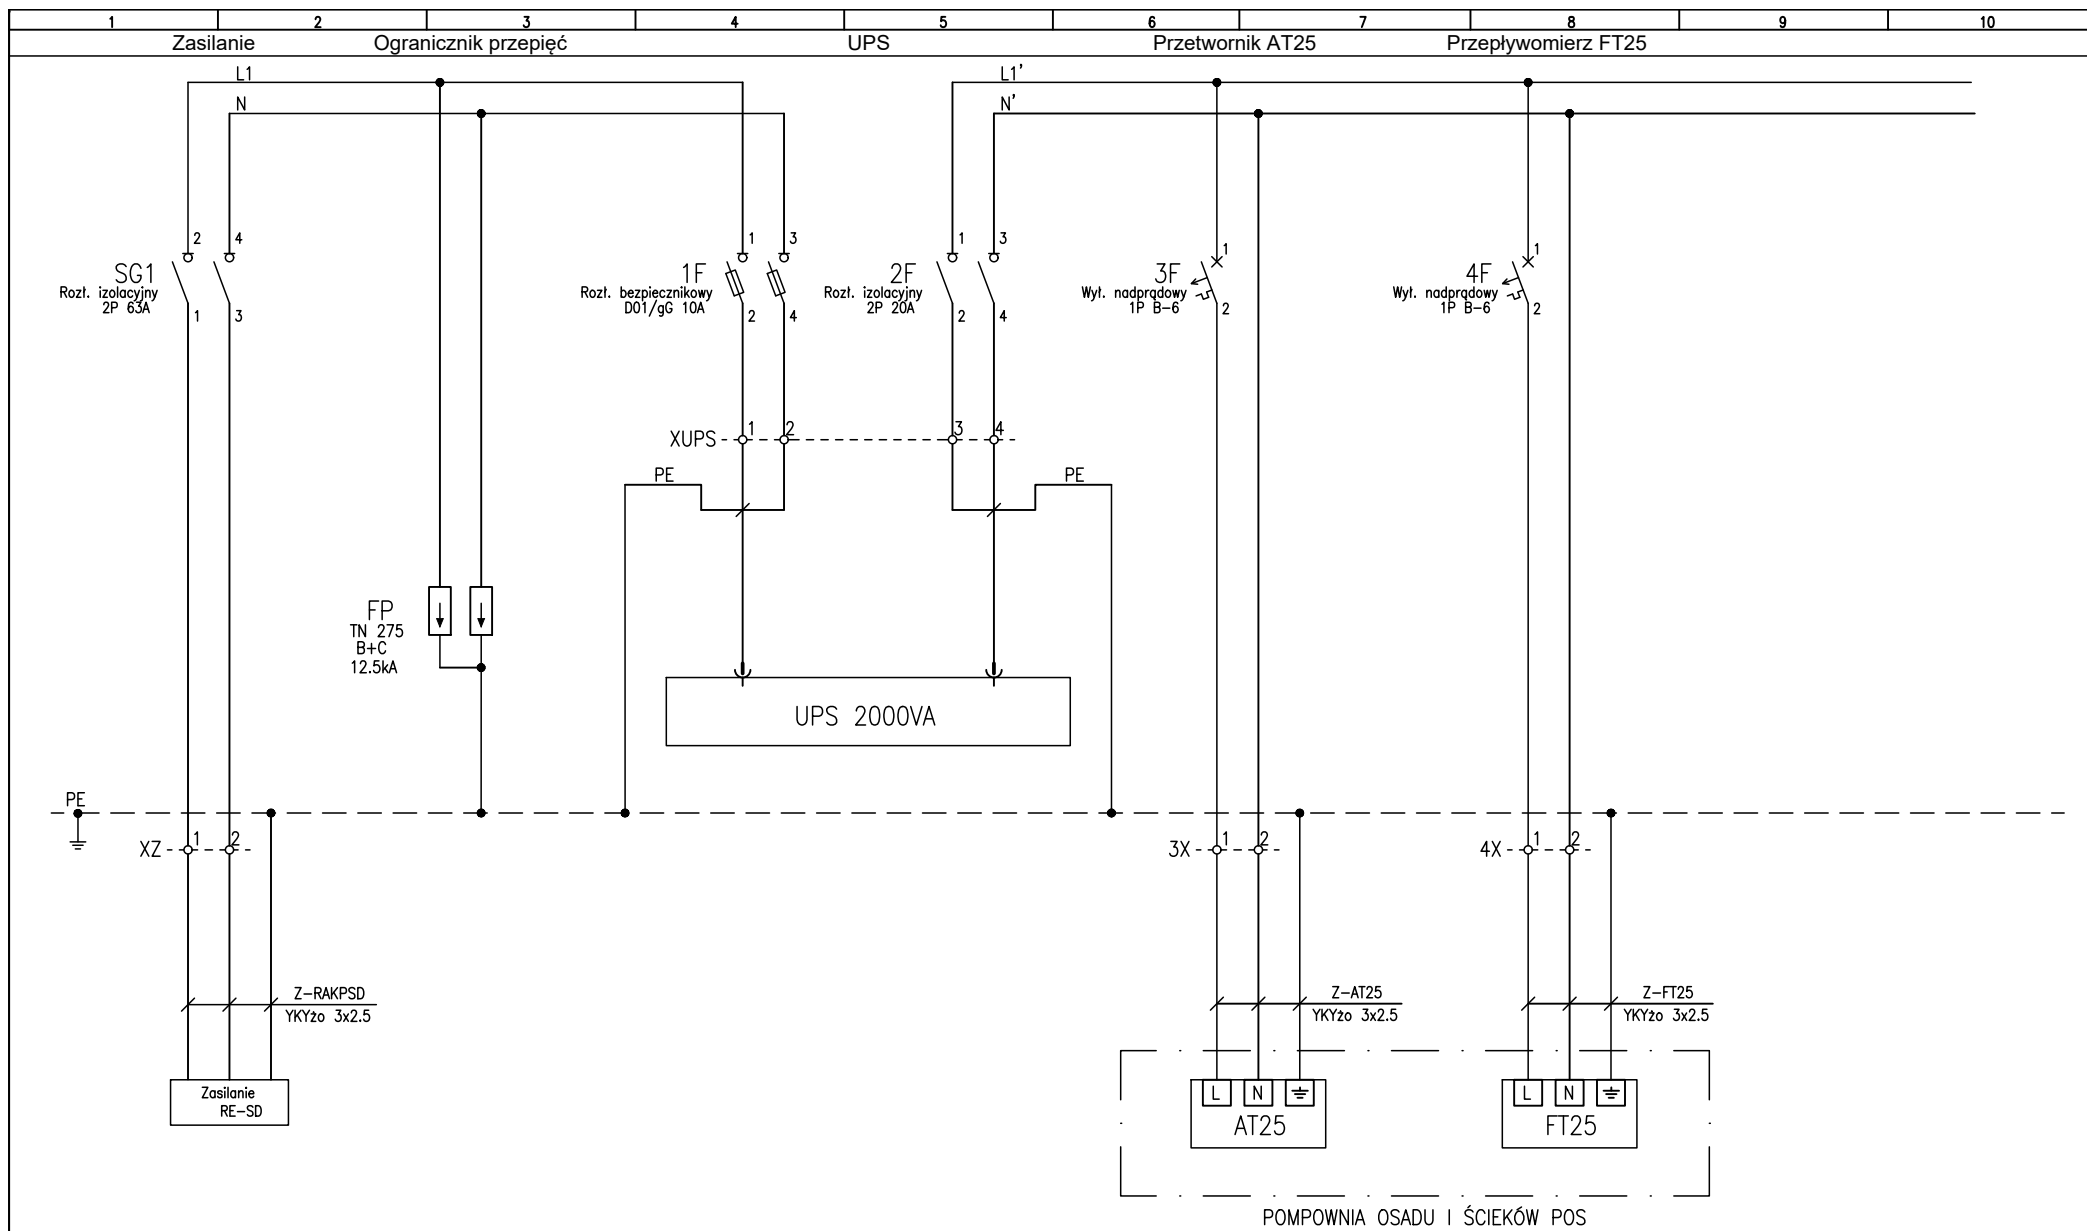 1 2 3 4 5 6 7 8 9 10
Zasilanie Ogranicznik przepięć UPS Przetwornik AT25 Przepływomierz FT25
L1 L1'
N N'
2 4 1 3 1 3 1 1
SG1 1F 2F 3F 4F
Rozł. izolacyjny Rozł. bezpiecznikowy Rozł. izolacyjny Wył. nadprądowy Wył. nadprądowy
2P 63A D01/gG 10A 2P 20A 1P B-6 1P B-6
1 3 2 4 2 4 2 2
XUPS 1 2 3 4
PE PE
FP
TN 275
B+C
12.5kA
UPS 2000VA
PE
XZ 1 2 3X 1 2 4X 1 2
Z-RAKPSD Z-AT25 Z-FT25
YKYżo 3x2.5 YKYżo 3x2.5 YKYżo 3x2.5
Zasilanie
RE-SD
L N L N
AT25 FT25
POMPOWNIA OSADU I ŚCIEKÓW POS